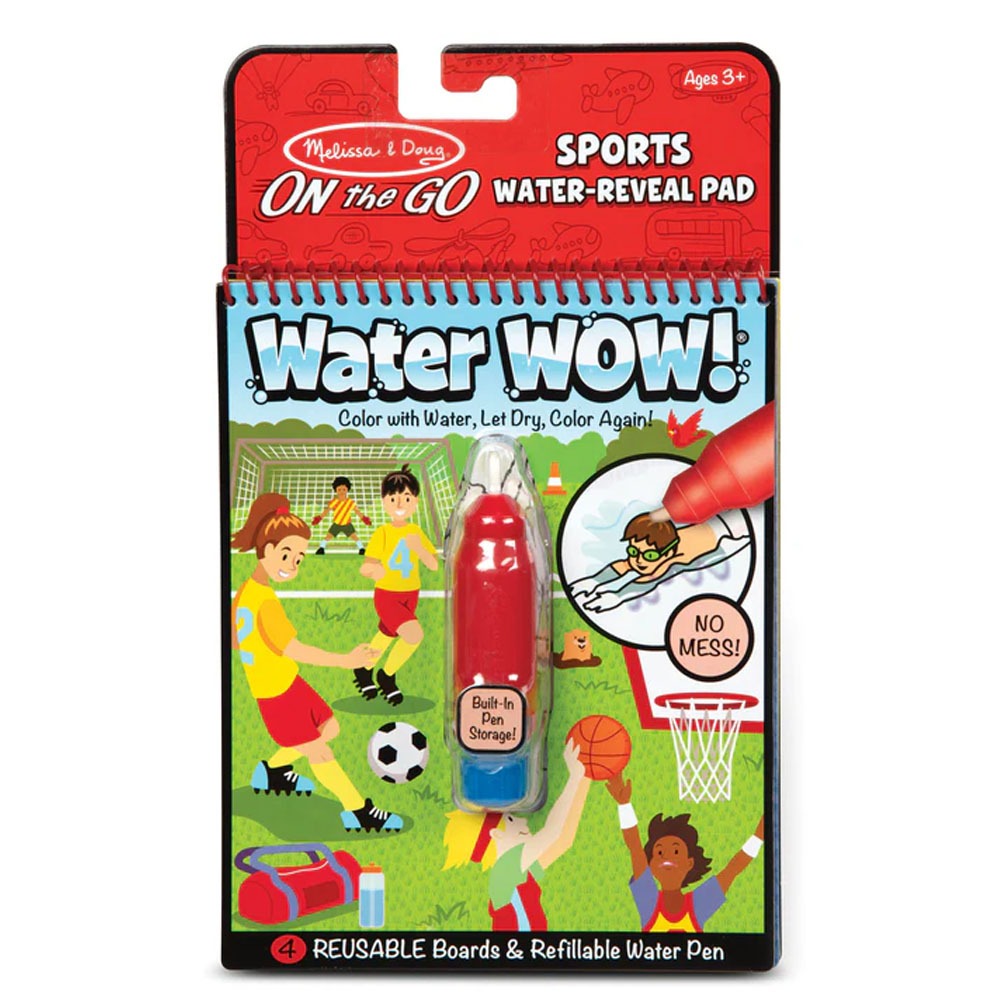 Ages 3+
Melissa & Doug
ON the GO
SPORTS
WATER-REVEAL PAD
Water WOW!®
Color with Water, Let Dry, Color Again!
4
2
NO
MESS!
Built-In
Pen
Storage!
4 REUSABLE Boards & Refillable Water Pen